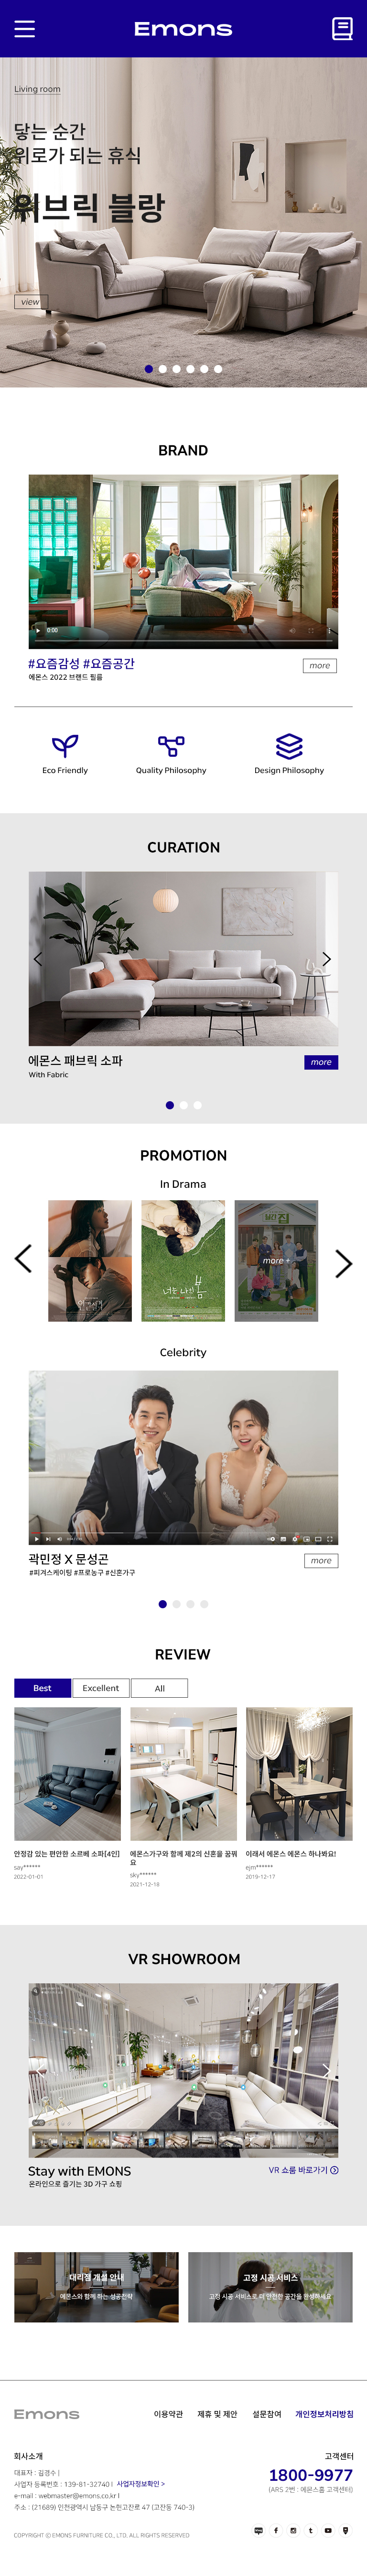 Emons
Living room
닿는 순간
위로가 되는 휴식
위브릭 블랑
view
BRAND
0:00
#요즘감성 #요즘공간
more
에몬스 2022 브랜드 필름
Eco Friendly
Quality Philosophy
Design Philosophy
CURATION
에몬스 패브릭 소파
more
With Fabric
PROMOTION
In Drama
너는 나의 봄
월간 집
more +
Celebrity
곽민정 X 문성곤
more
#피겨스케이팅 #프로농구 #신혼가구
REVIEW
Best
Excellent
All
안정감 있는 편안한 소르베 소파[4인]
say******
2022-01-01
에몬스가구와 함께 제2의 신혼을 꿈꿔
요
sky******
2021-12-18
이래서 에몬스 에몬스 하나봐요!
ejm******
2019-12-17
VR SHOWROOM
Stay with EMONS
VR 쇼룸 바로가기
온라인으로 즐기는 3D 가구 쇼핑
대리점 개설 안내
에몬스와 함께 하는 성공전략
고정 시공 서비스
고정 시공 서비스로 더 안전한 공간을 완성하세요
Emons
이용약관
제휴 및 제안
설문참여
개인정보처리방침
회사소개
고객센터
대표자 : 김경수 |
1800-9977
사업자 등록번호 : 139-81-32740 I 사업자정보확인 >
(ARS 2번 : 에몬스홈 고객센터)
e-mail : webmaster@emons.co.kr I
주소 : (21689) 인천광역시 남동구 논현고잔로 47 (고잔동 740-3)
COPYRIGHT (C) EMONS FURNITURE CO., LTD. ALL RIGHTS RESERVED